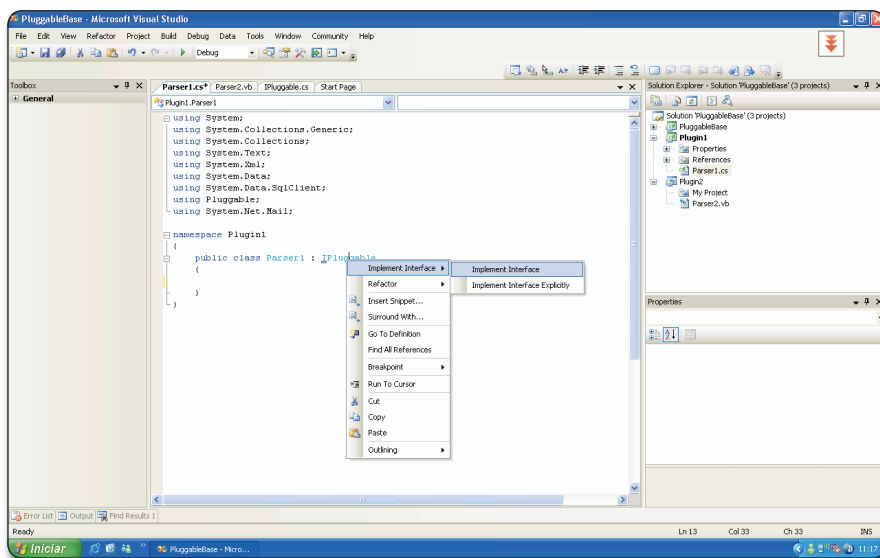 PluggableBase - Microsoft Visual Studio
File Edit View Refactor Project Build Debug Data Tools Window Community Help
Debug
Toolbox
General
Parser1.cs* Parser2.vb IPluggable.cs Start Page
Plugin1.Parser1
using System;
using System.Collections.Generic;
using System.Collections;
using System.Text;
using System.Xml;
using System.Data;
using System.Data.SqlClient;
using Pluggable;
using System.Net.Mail;
namespace Plugin1
{
public class Parser1 : IPluggable
{
}
}
Implement Interface
Refactor
Insert Snippet...
Surround With...
Go To Definition
Find All References
Breakpoint
Run To Cursor
Cut
Copy
Paste
Outlining
Implement Interface
Implement Interface Explicitly
Solution Explorer - Solution 'PluggableBase' (3 projects)
Solution 'PluggableBase' (3 projects)
PluggableBase
Plugin1
Properties
References
Parser1.cs
Plugin2
My Project
Parser2.vb
Properties
Error List Output Find Results 1
Ready Ln 13 Col 33 Ch 33 INS
Iniciar PluggableBase - Micro... 11:17